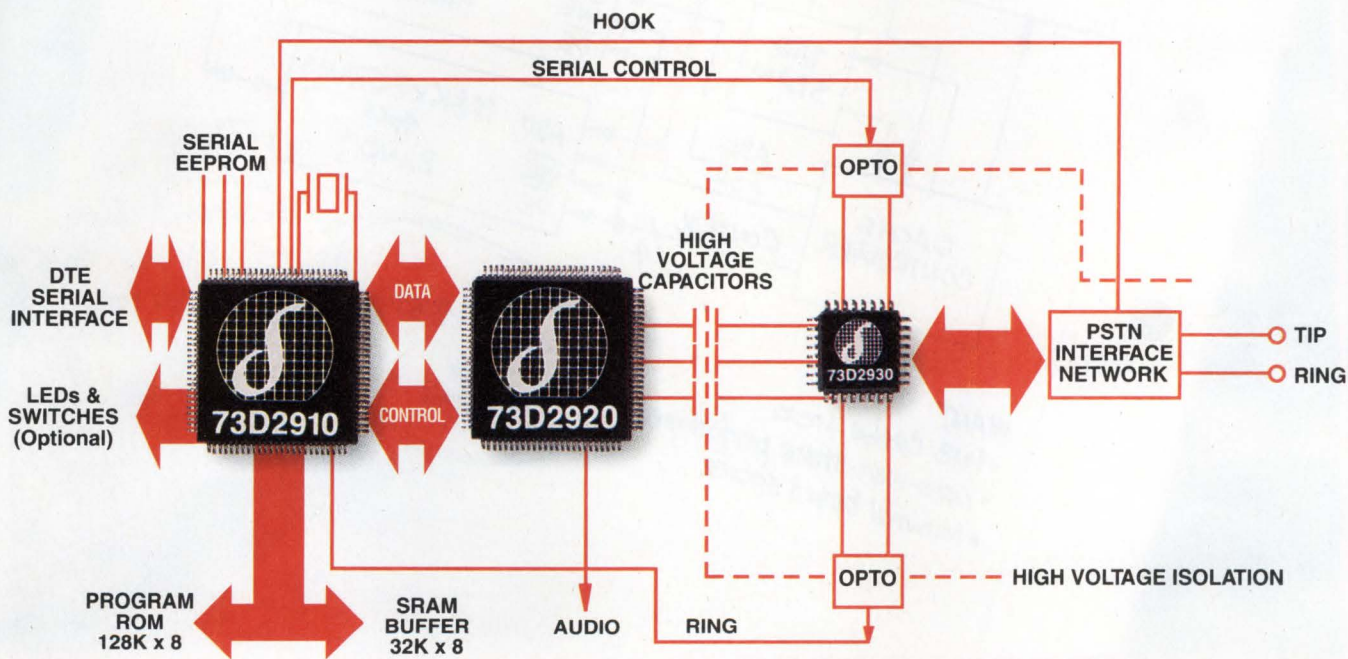 HOOK
SERIAL CONTROL
SERIAL
EEPROM
OPTO
HIGH
VOLTAGE
CAPACITORS
DTE
SERIAL
INTERFACE
DATA
73D2910
CONTROL
73D2920
73D2930
PSTN
INTERFACE
NETWORK
TIP
RING
LEDs &
SWITCHES
(Optional)
OPTO
HIGH VOLTAGE ISOLATION
PROGRAM
ROM
128K x 8
SRAM
BUFFER
32K x 8
AUDIO
RING